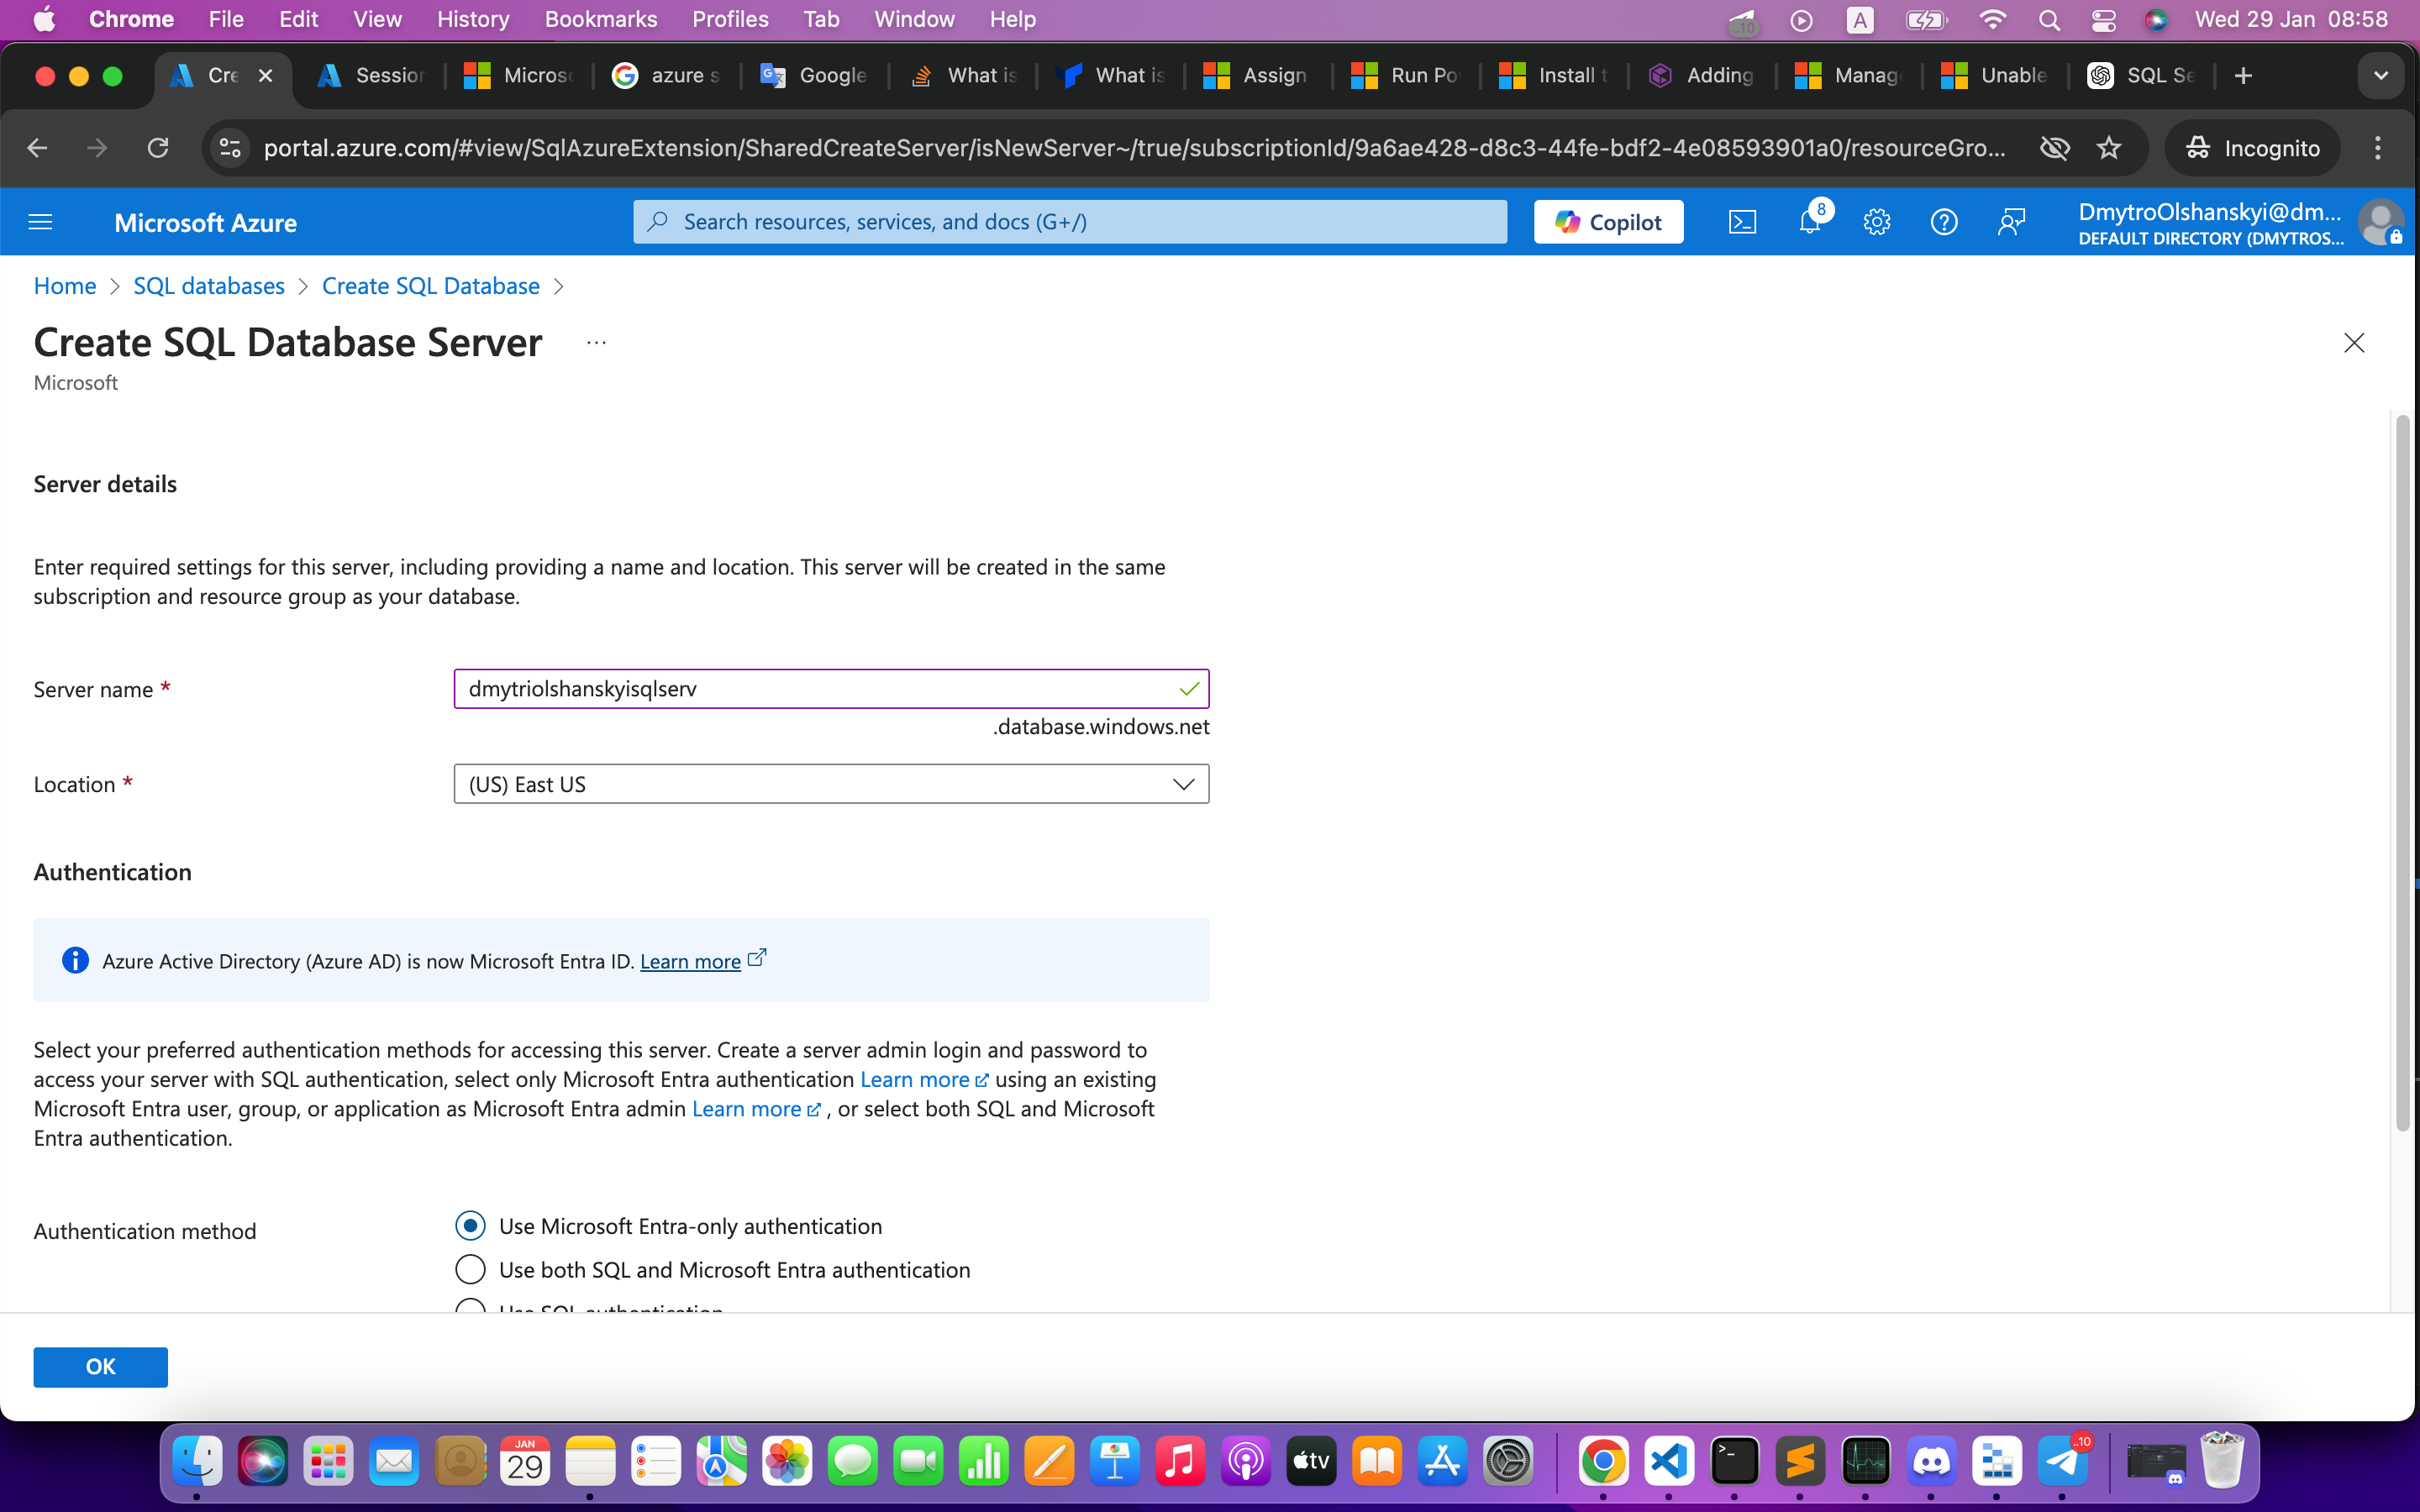 Chrome File Edit View History Bookmarks Profiles Tab Window Help
..10 A Wed 29 Jan 08:58
Cre Session Microso azure s Google What is What is Assign Run Po Install t Adding Manag Unable SQL Se
portal.azure.com/#view/SqlAzureExtension/SharedCreateServer/isNewServer~/true/subscriptionId/9a6ae428-d8c3-44fe-bdf2-4e08593901a0/resourceGro... Incognito
Microsoft Azure
Search resources, services, and docs (G+/)
Copilot
8
DmytroOlshanskyi@dm...
DEFAULT DIRECTORY (DMYTROS...
Home > SQL databases > Create SQL Database >
Create SQL Database Server ...
Microsoft
Server details
Enter required settings for this server, including providing a name and location. This server will be created in the same
subscription and resource group as your database.
Server name *
dmytriolshanskyisqlserv
.database.windows.net
Location *
(US) East US
Authentication
Azure Active Directory (Azure AD) is now Microsoft Entra ID. Learn more
Select your preferred authentication methods for accessing this server. Create a server admin login and password to
access your server with SQL authentication, select only Microsoft Entra authentication Learn more using an existing
Microsoft Entra user, group, or application as Microsoft Entra admin Learn more , or select both SQL and Microsoft
Entra authentication.
Authentication method
Use Microsoft Entra-only authentication
Use both SQL and Microsoft Entra authentication
Use SQL authentication
OK
JAN
29
tv
..10